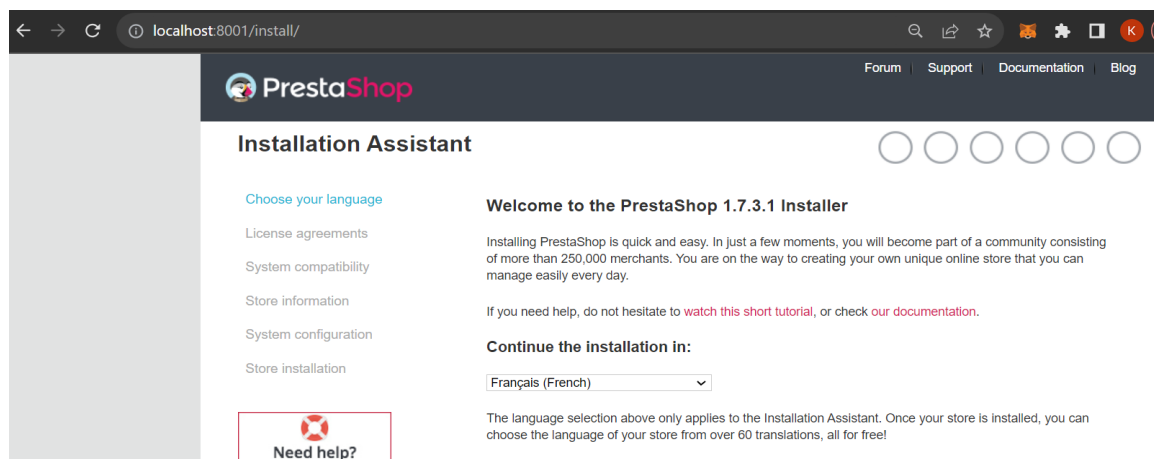 localhost:8001/install/
K
PrestaShop
Forum Support Documentation Blog
Installation Assistant
Choose your language
License agreements
System compatibility
Store information
System configuration
Store installation
Need help?
Welcome to the PrestaShop 1.7.3.1 Installer
Installing PrestaShop is quick and easy. In just a few moments, you will become part of a community consisting
of more than 250,000 merchants. You are on the way to creating your own unique online store that you can
manage easily every day.
If you need help, do not hesitate to watch this short tutorial, or check our documentation.
Continue the installation in:
Français (French)
The language selection above only applies to the Installation Assistant. Once your store is installed, you can
choose the language of your store from over 60 translations, all for free!